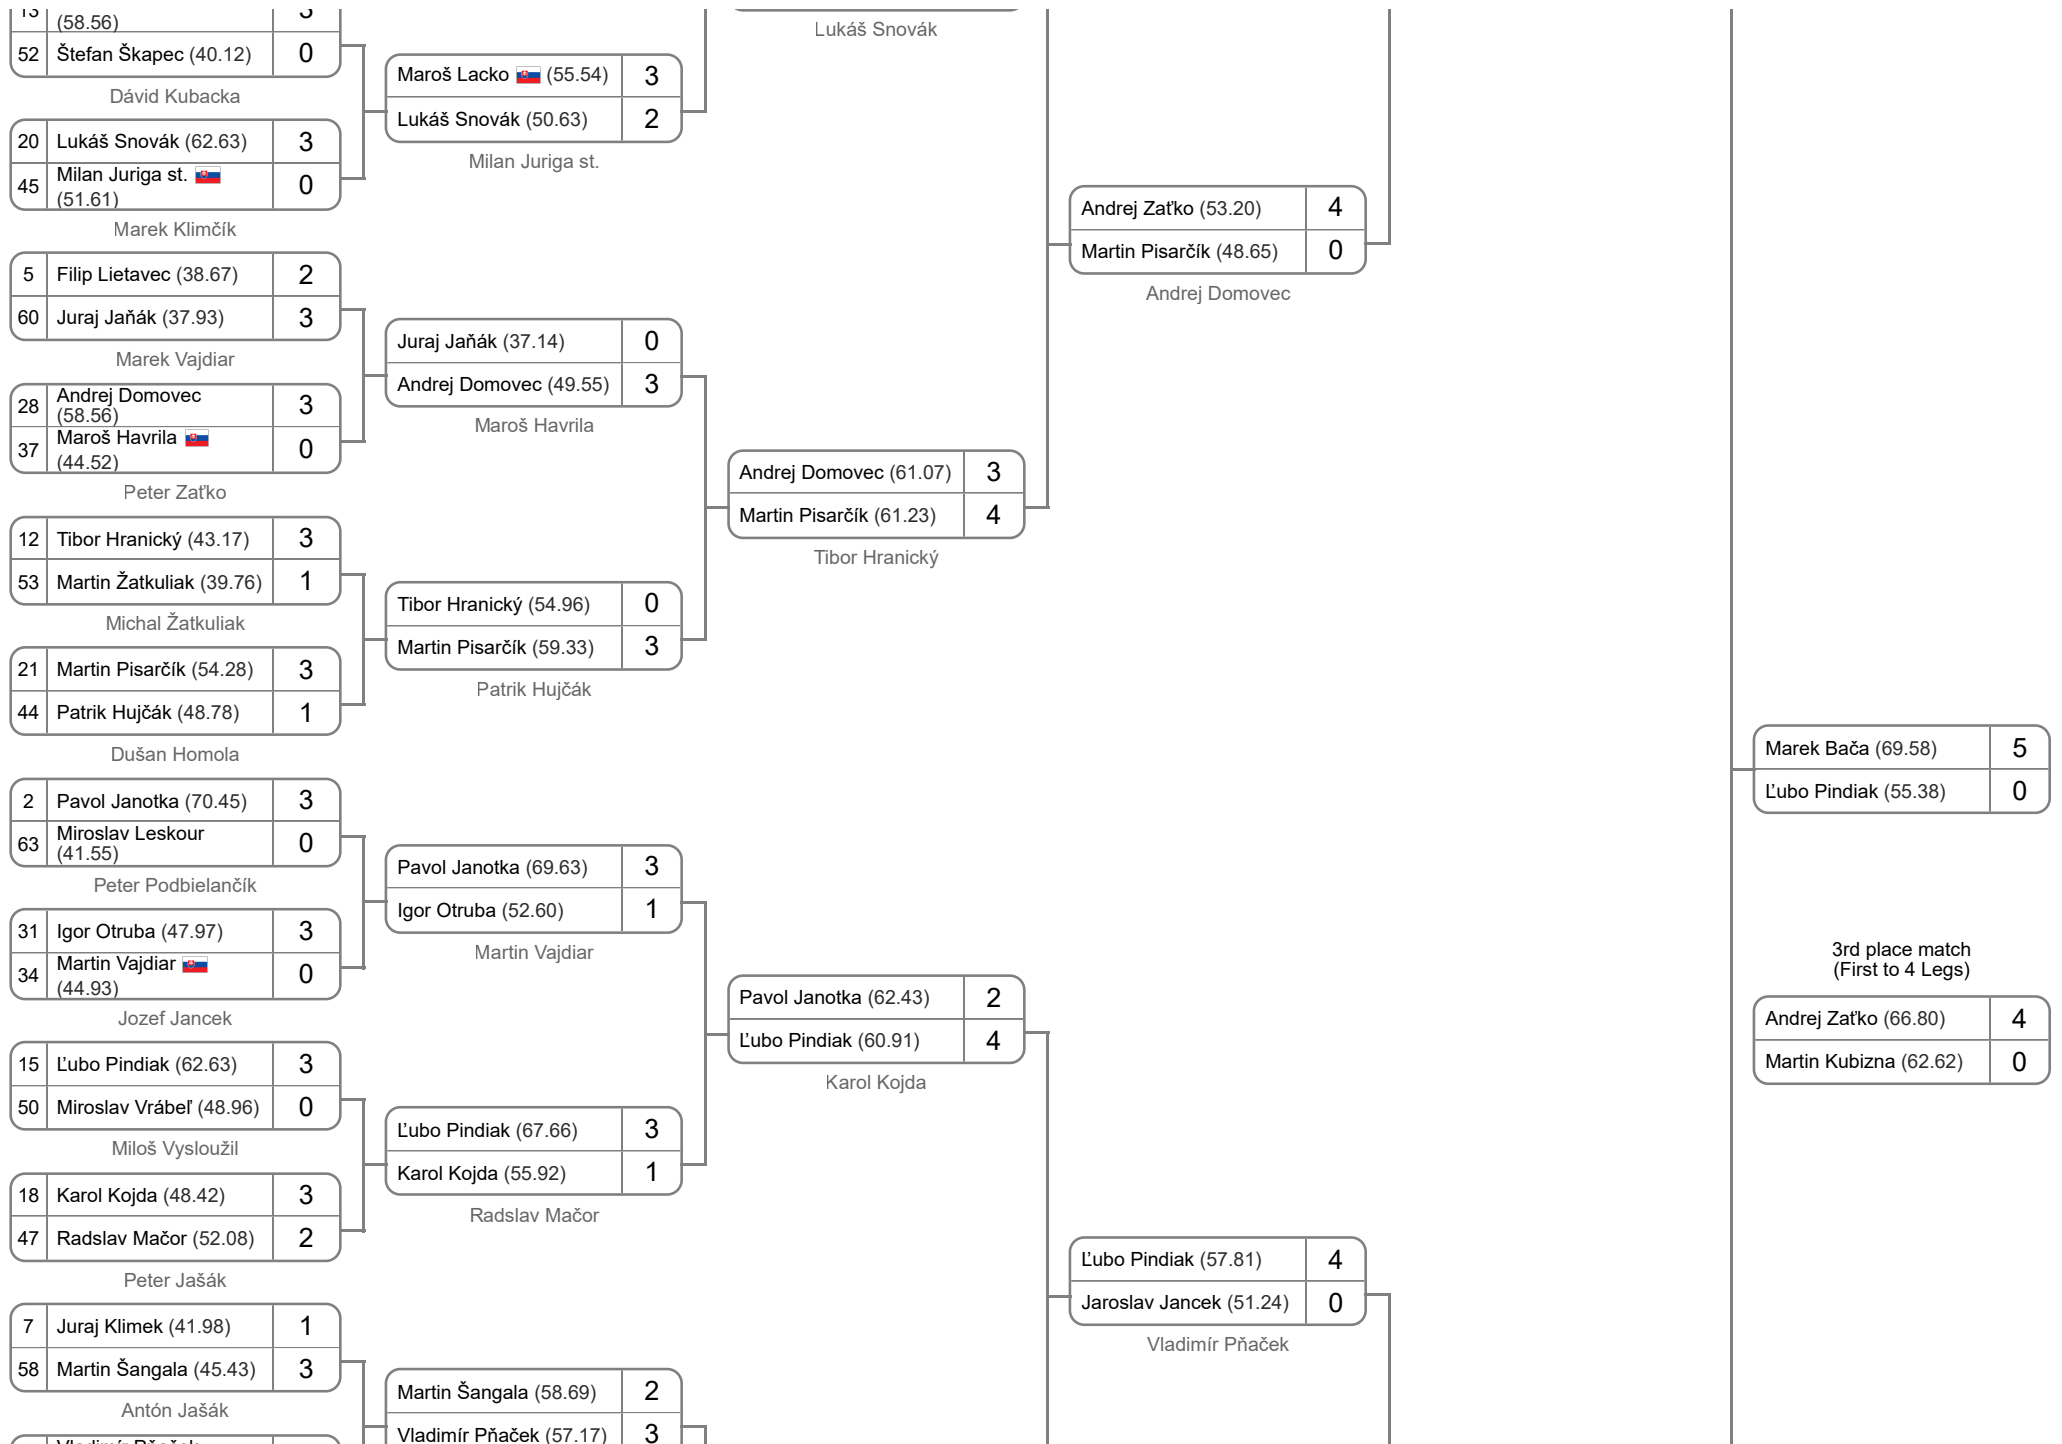 13
(58.56)
52 Štefan Škapec (40.12) 0
Dávid Kubacka
20 Lukáš Snovák (62.63) 3
45 Milan Juriga st.
(51.61) 0
Marek Klimčík
5 Filip Lietavec (38.67) 2
60 Juraj Jaňák (37.93) 3
Marek Vajdiar
28 Andrej Domovec
(58.56) 3
37 Maroš Havrila
(44.52) 0
Peter Zaťko
12 Tibor Hranický (43.17) 3
53 Martin Žatkuliak (39.76) 1
Michal Žatkuliak
21 Martin Pisarčík (54.28) 3
44 Patrik Hujčák (48.78) 1
Dušan Homola
2 Pavol Janotka (70.45) 3
63 Miroslav Leskour
(41.55) 0
Peter Podbielančík
31 Igor Otruba (47.97) 3
34 Martin Vajdiar
(44.93) 0
Jozef Jancek
15 Ľubo Pindiak (62.63) 3
50 Miroslav Vrábeľ (48.96) 0
Miloš Vysloužil
18 Karol Kojda (48.42) 3
47 Radslav Mačor (52.08) 2
Peter Jašák
7 Juraj Klimek (41.98) 1
58 Martin Šangala (45.43) 3
Antón Jašák
Maroš Lacko (55.54) 3
Lukáš Snovák (50.63) 2
Milan Juriga st.
Juraj Jaňák (37.14) 0
Andrej Domovec (49.55) 3
Maroš Havrila
Tibor Hranický (54.96) 0
Martin Pisarčík (59.33) 3
Patrik Hujčák
Pavol Janotka (69.63) 3
Igor Otruba (52.60) 1
Martin Vajdiar
Ľubo Pindiak (67.66) 3
Karol Kojda (55.92) 1
Radslav Mačor
Martin Šangala (58.69) 2
Vladimír Pňaček (57.17) 3
Lukáš Snovák
Andrej Domovec (61.07) 3
Martin Pisarčík (61.23) 4
Tibor Hranický
Pavol Janotka (62.43) 2
Ľubo Pindiak (60.91) 4
Karol Kojda
Andrej Zaťko (53.20) 4
Martin Pisarčík (48.65) 0
Andrej Domovec
Ľubo Pindiak (57.81) 4
Jaroslav Jancek (51.24) 0
Vladimír Pňaček
Marek Bača (69.58) 5
Ľubo Pindiak (55.38) 0
3rd place match
(First to 4 Legs)
Andrej Zaťko (66.80) 4
Martin Kubizna (62.62) 0